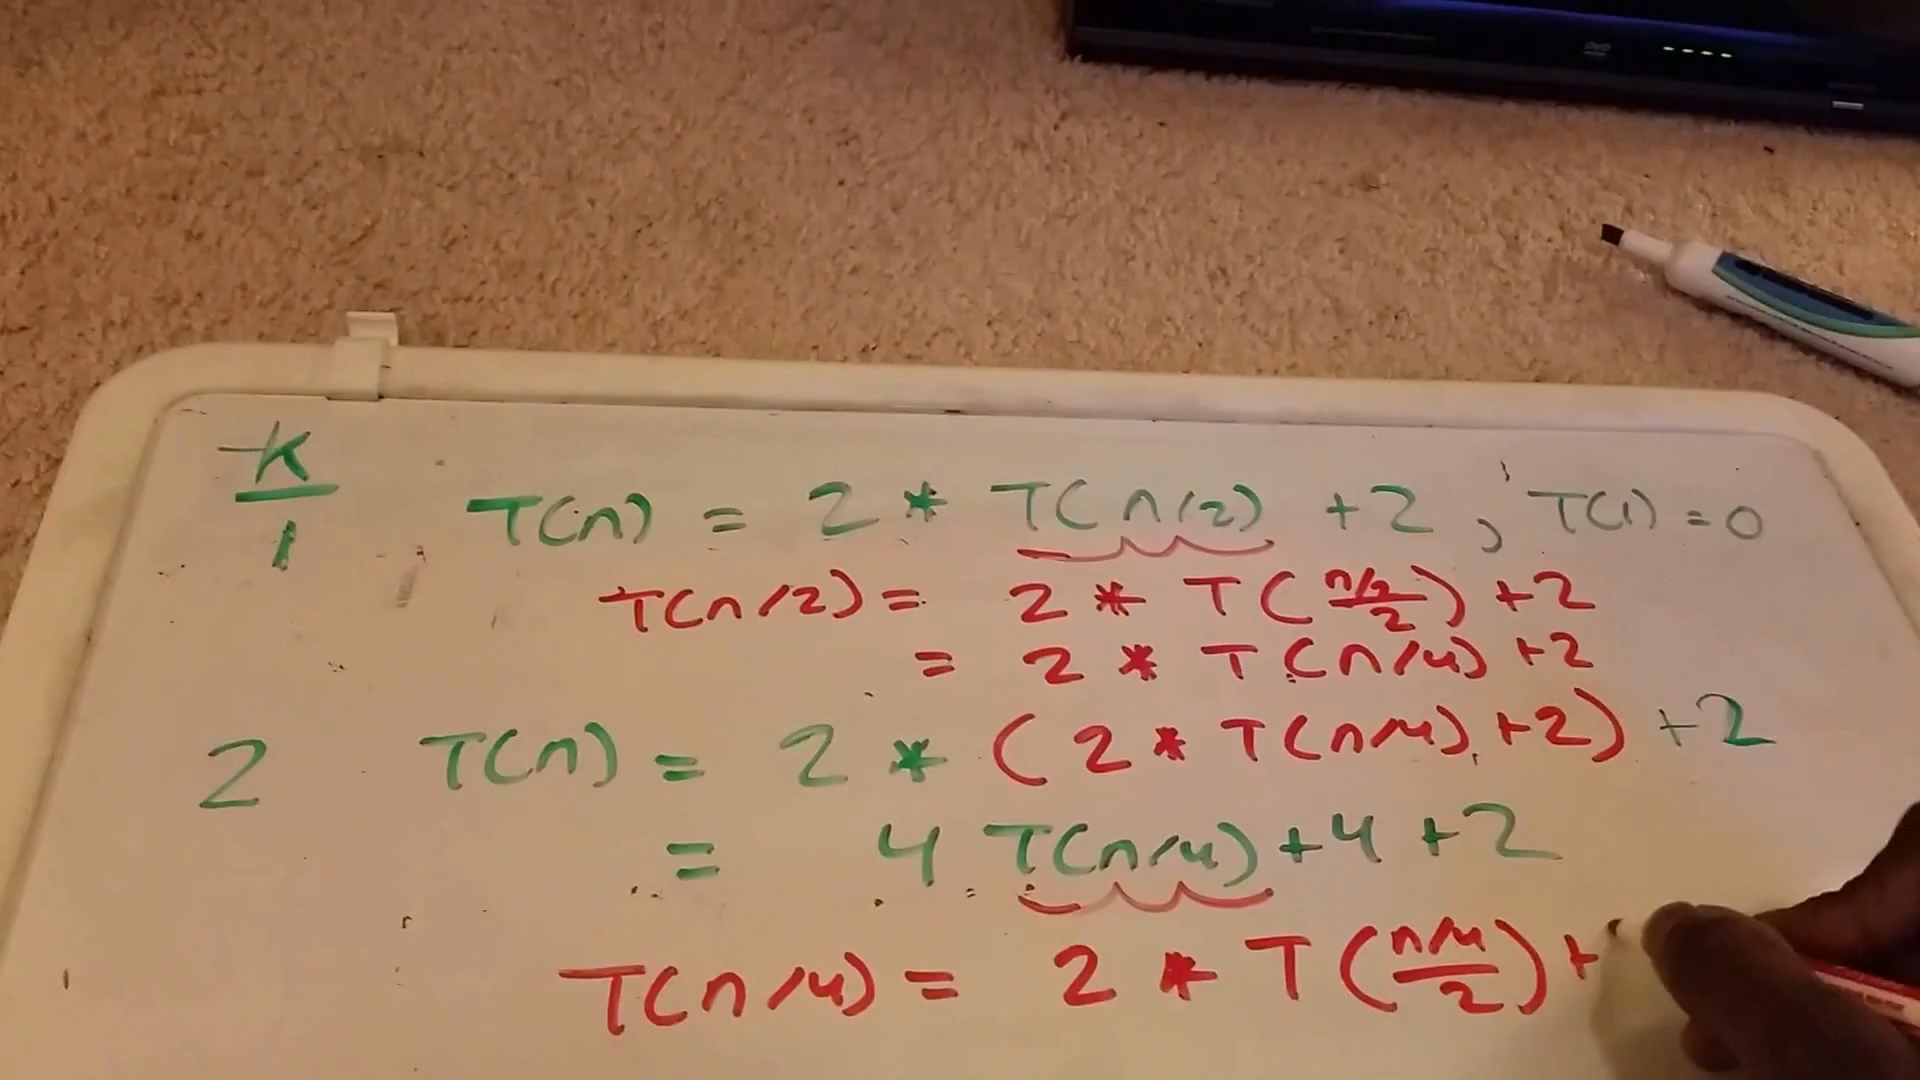 K
1 T(n) = 2 * T(n/2) +2 , T(1) = 0
T(n/2) = 2 * T(n/2/2) +2
= 2 * T(n/4) +2
2 T(n) = 2 * (2 * T(n/4) +2) +2
= 4 T(n/4) +4 +2
T(n/4) = 2 * T(n/4/2) +